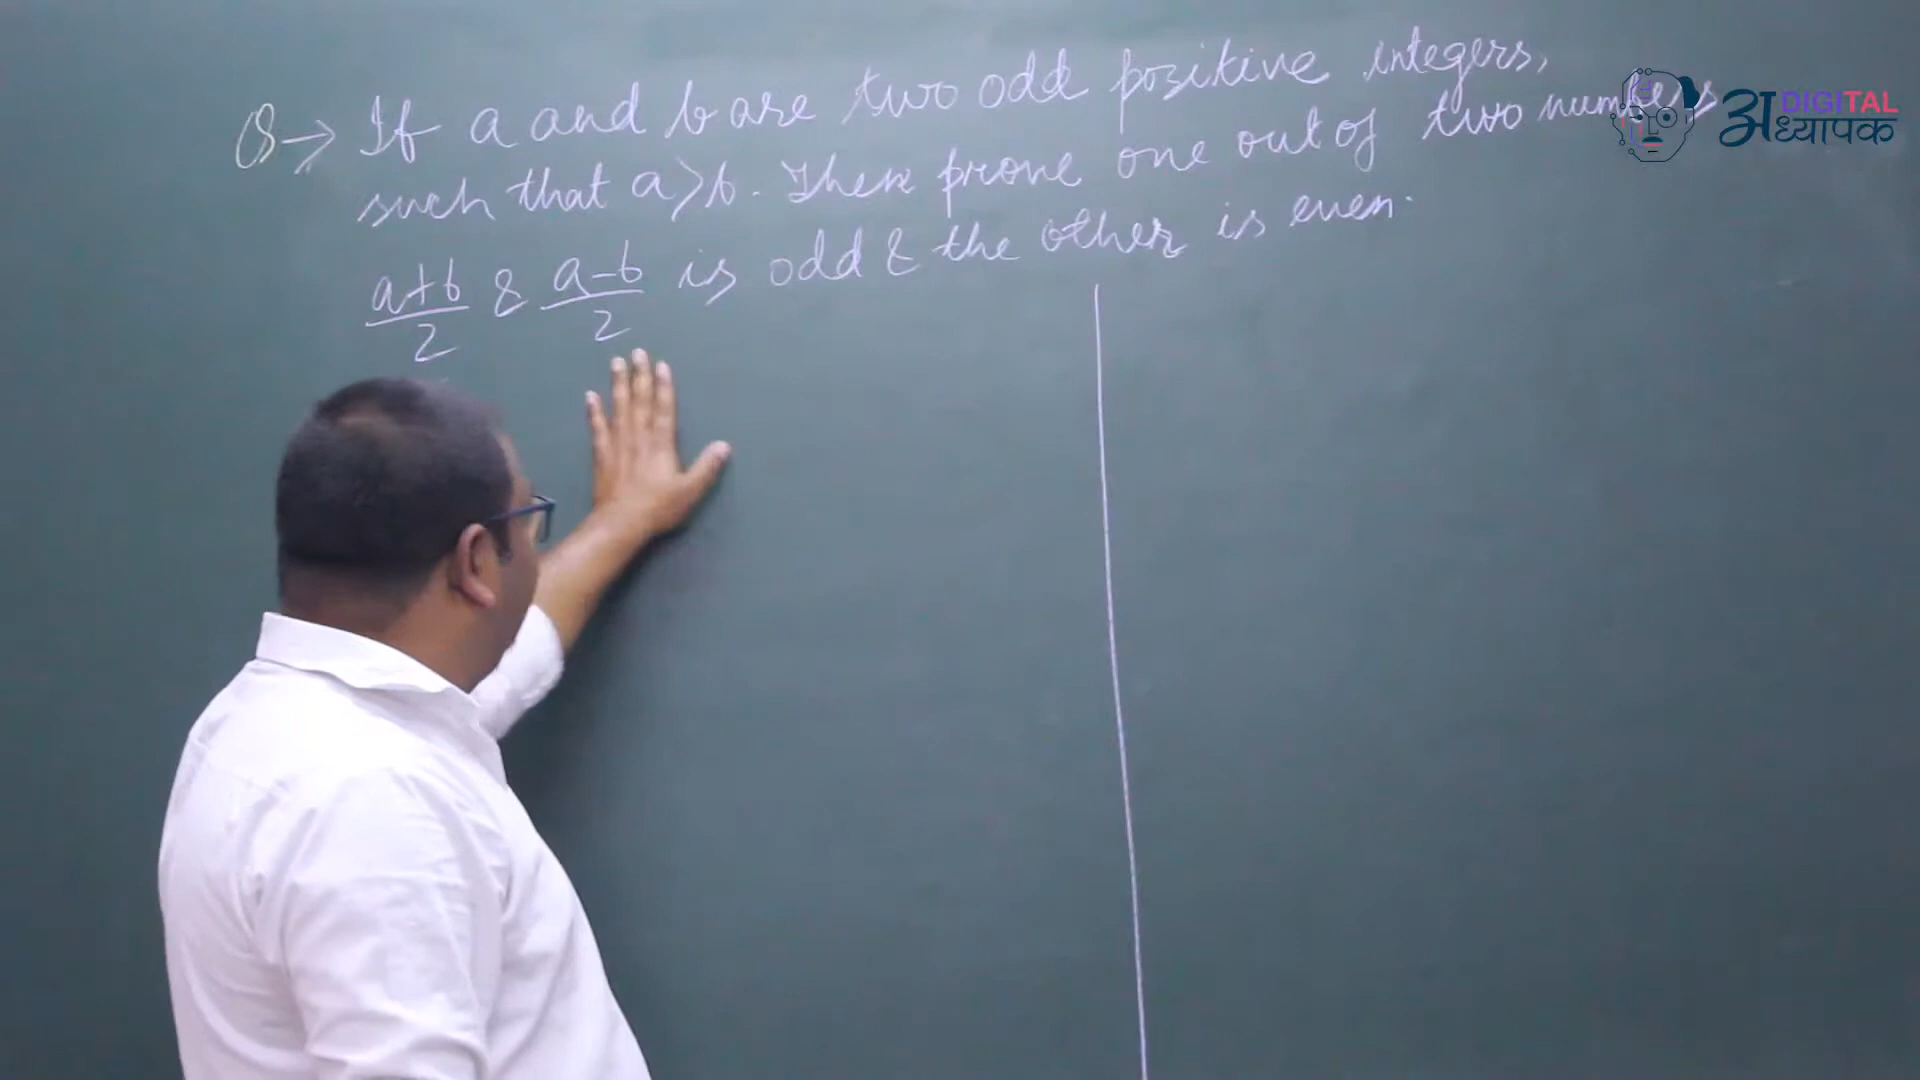 Q→ If a and b are two odd positive integers,
such that a>b. Then prove one out of two numbers
a+b/2 & a-b/2 is odd & the other is even.
अध्यापक DIGITAL